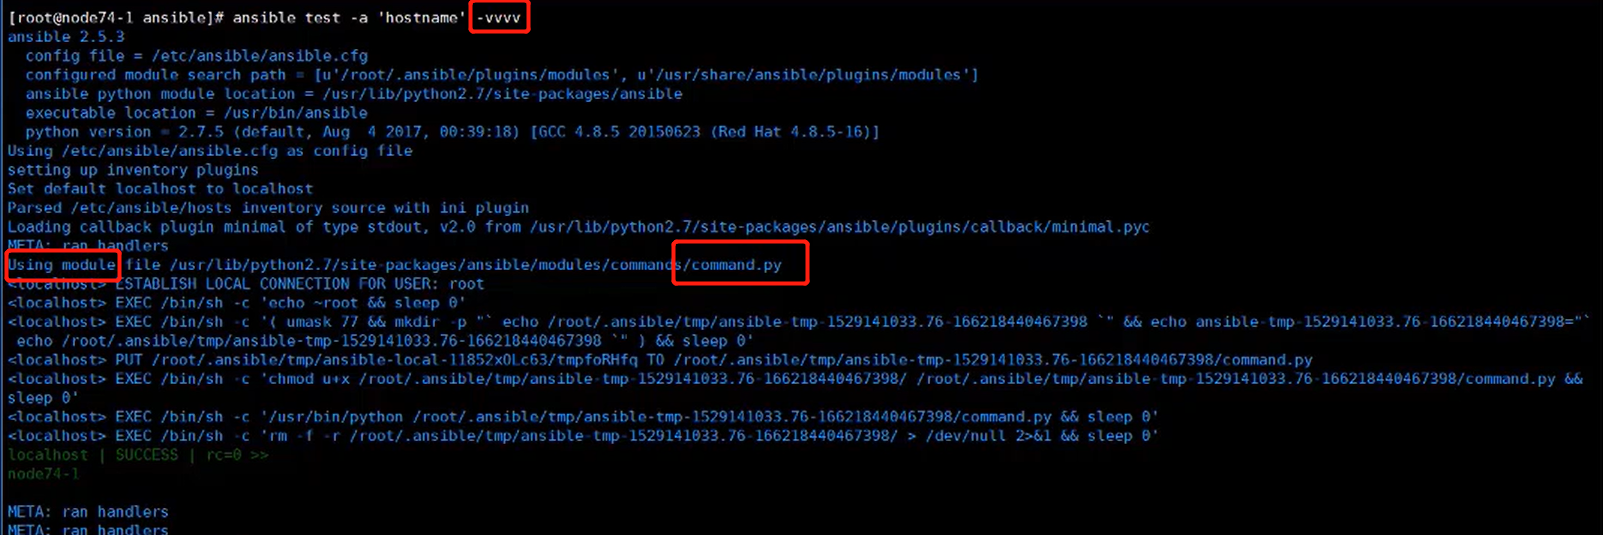 [root@node74-1 ansible]# ansible test -a 'hostname' -vvvv
ansible 2.5.3
  config file = /etc/ansible/ansible.cfg
  configured module search path = [u'/root/.ansible/plugins/modules', u'/usr/share/ansible/plugins/modules']
  ansible python module location = /usr/lib/python2.7/site-packages/ansible
  executable location = /usr/bin/ansible
  python version = 2.7.5 (default, Aug  4 2017, 00:39:18) [GCC 4.8.5 20150623 (Red Hat 4.8.5-16)]
Using /etc/ansible/ansible.cfg as config file
setting up inventory plugins
Set default localhost to localhost
Parsed /etc/ansible/hosts inventory source with ini plugin
Loading callback plugin minimal of type stdout, v2.0 from /usr/lib/python2.7/site-packages/ansible/plugins/callback/minimal.pyc
META: ran handlers
Using module file /usr/lib/python2.7/site-packages/ansible/modules/commands/command.py
<localhost> ESTABLISH LOCAL CONNECTION FOR USER: root
<localhost> EXEC /bin/sh -c 'echo ~root && sleep 0'
<localhost> EXEC /bin/sh -c '( umask 77 && mkdir -p "` echo /root/.ansible/tmp/ansible-tmp-1529141033.76-166218440467398 `" && echo ansible-tmp-1529141033.76-166218440467398="`
 echo /root/.ansible/tmp/ansible-tmp-1529141033.76-166218440467398 `" ) && sleep 0'
<localhost> PUT /root/.ansible/tmp/ansible-local-11852xOLc63/tmpfoRHfq TO /root/.ansible/tmp/ansible-tmp-1529141033.76-166218440467398/command.py
<localhost> EXEC /bin/sh -c 'chmod u+x /root/.ansible/tmp/ansible-tmp-1529141033.76-166218440467398/ /root/.ansible/tmp/ansible-tmp-1529141033.76-166218440467398/command.py &&
sleep 0'
<localhost> EXEC /bin/sh -c '/usr/bin/python /root/.ansible/tmp/ansible-tmp-1529141033.76-166218440467398/command.py && sleep 0'
<localhost> EXEC /bin/sh -c 'rm -f -r /root/.ansible/tmp/ansible-tmp-1529141033.76-166218440467398/ > /dev/null 2>&1 && sleep 0'
localhost | SUCCESS | rc=0 >>
node74-1
META: ran handlers
META: ran handlers